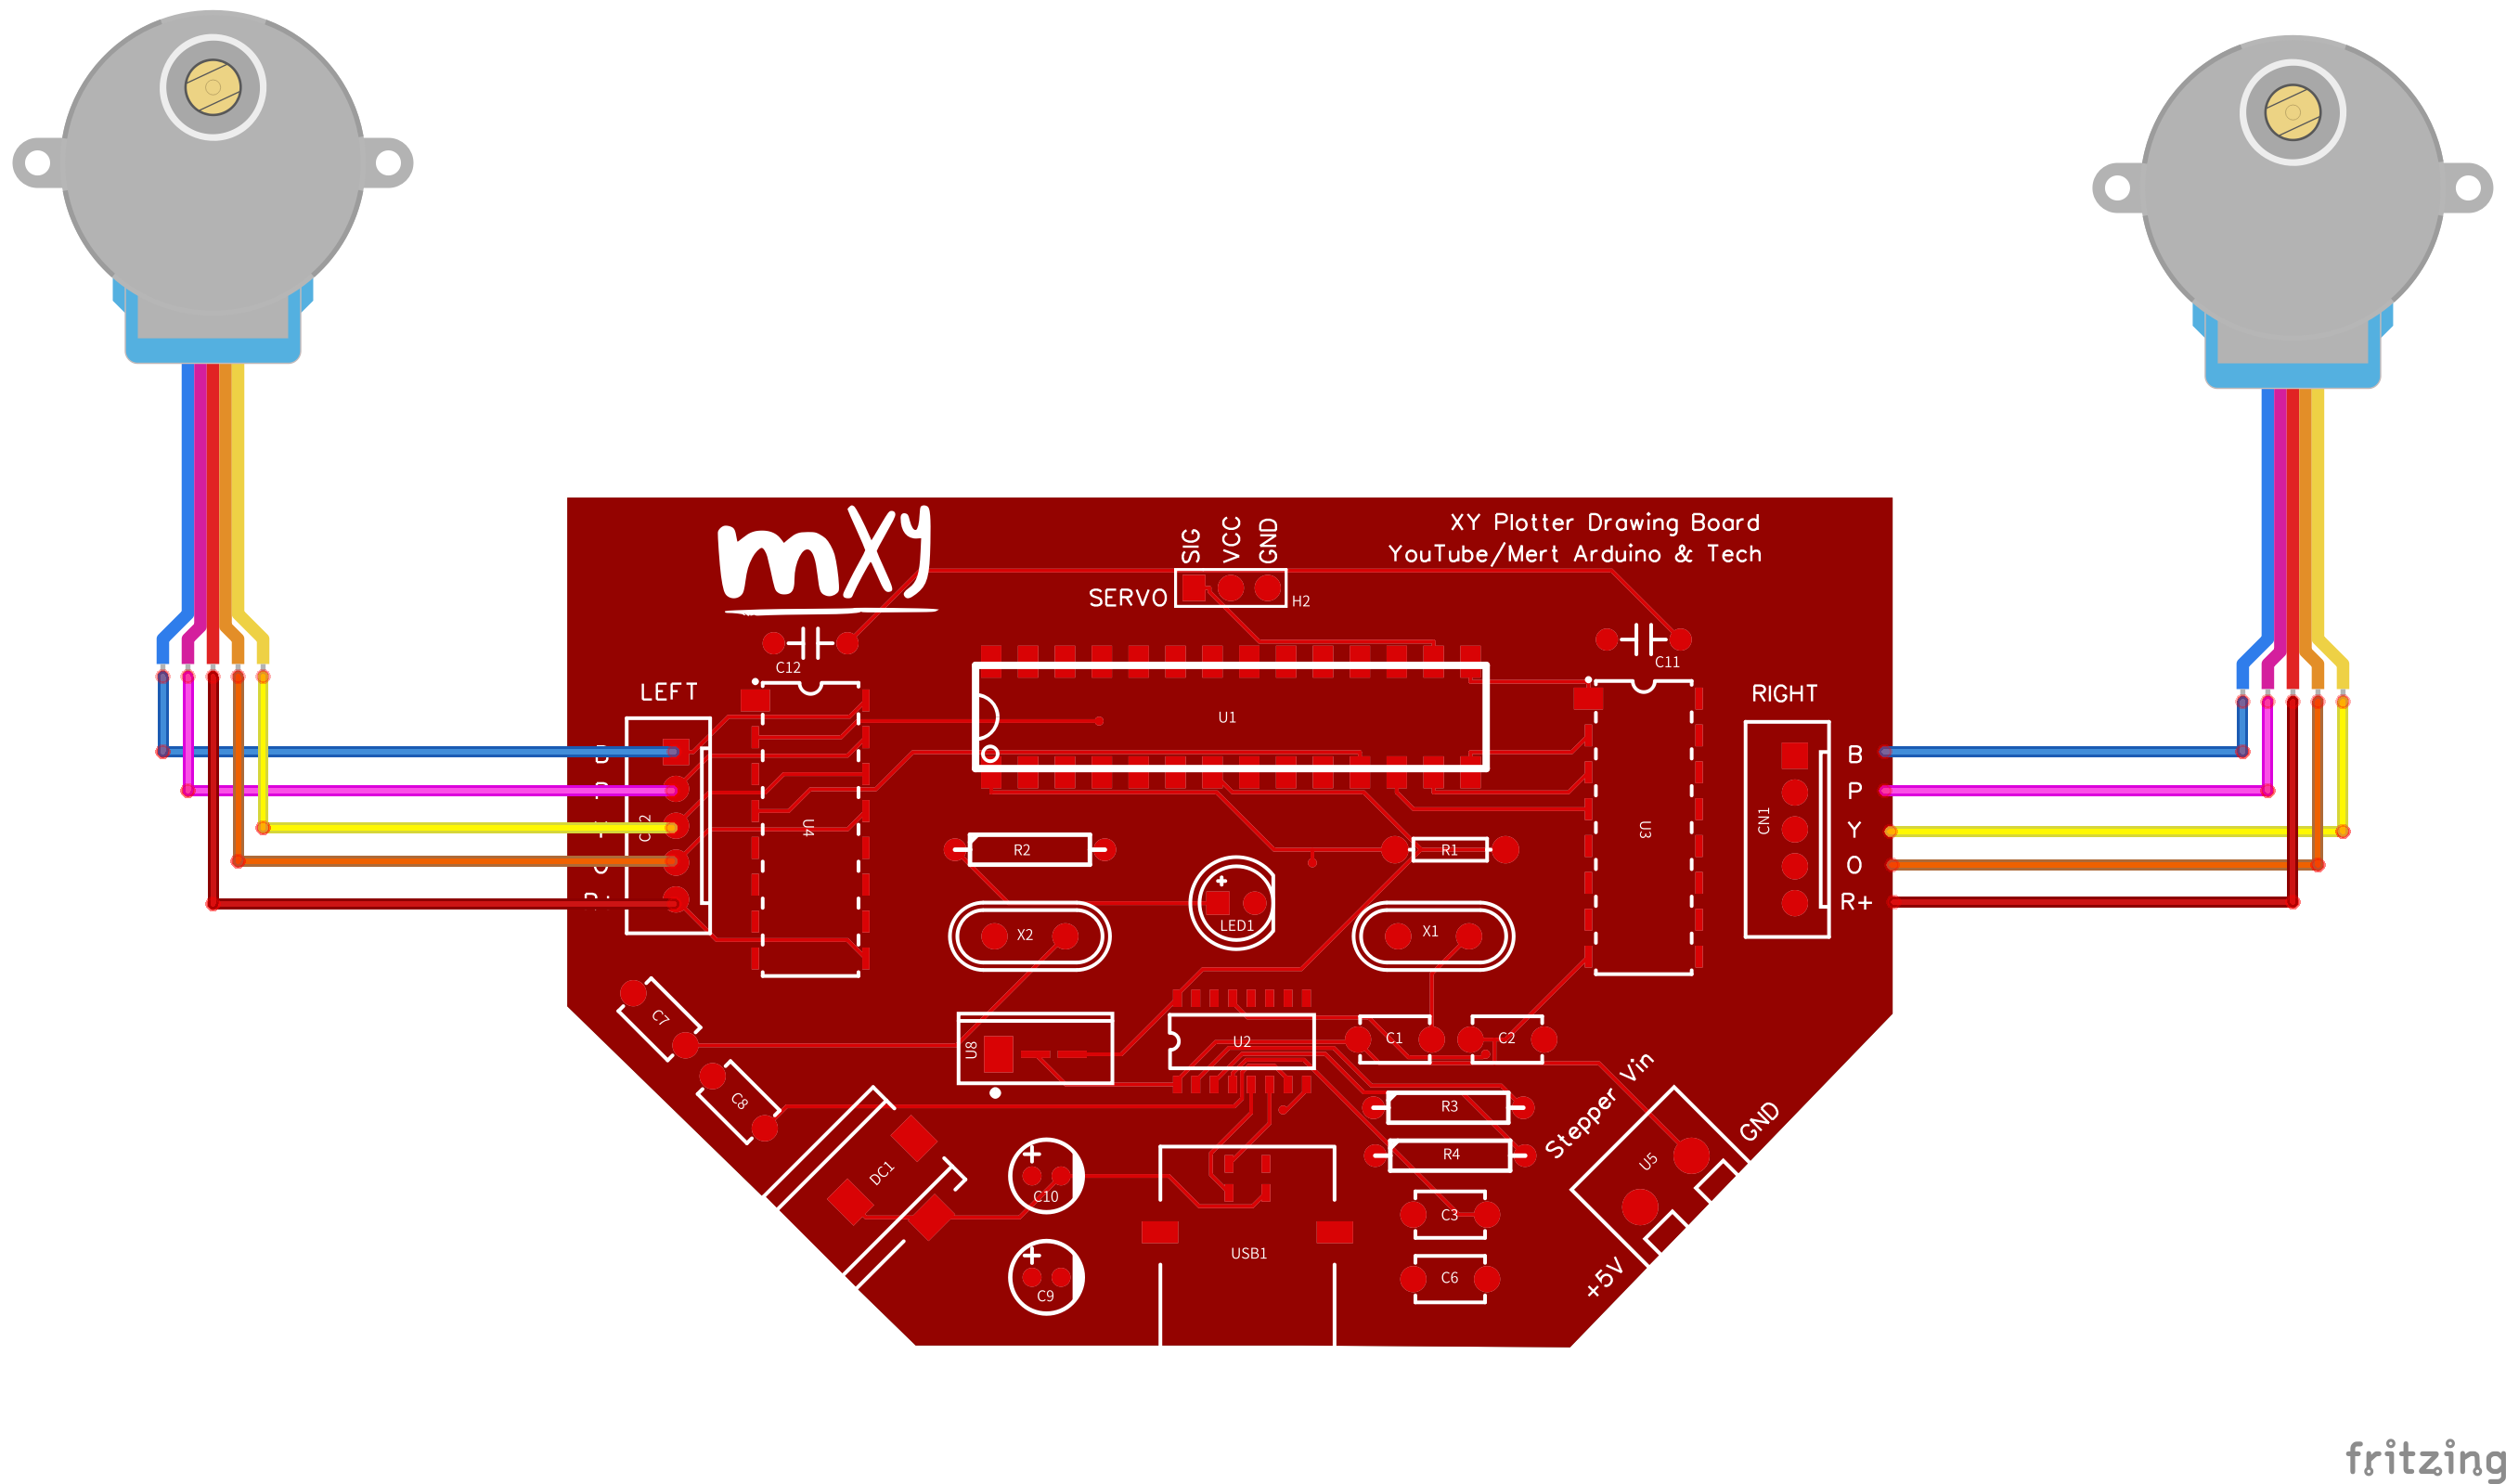 mXY
SIG
VCC
GND
XY Plotter Drawing Board
YouTube/Mert Arduino & Tech
SERVO
H2
C12
C11
LEFT
RIGHT
U1
B
P
Y
O
R+
CN1
U4
U3
R2
R1
LED1
X2
X1
C7
C8
U8
U2
C1
C2
R3
R4
Stepper Vin
GND
U5
+5V
DC1
C10
C9
USB1
C3
C6
fritzing